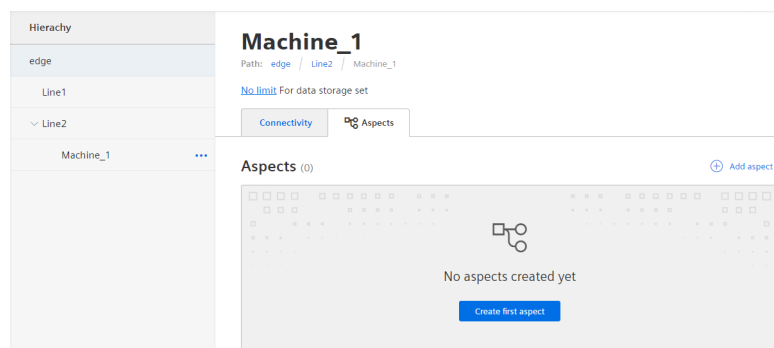 Hierachy
edge
Line1
Line2
Machine_1
Machine_1
Path: edge / Line2 / Machine_1
No limit For data storage set
Connectivity
Aspects
Aspects (0)
Add aspect
No aspects created yet
Create first aspect